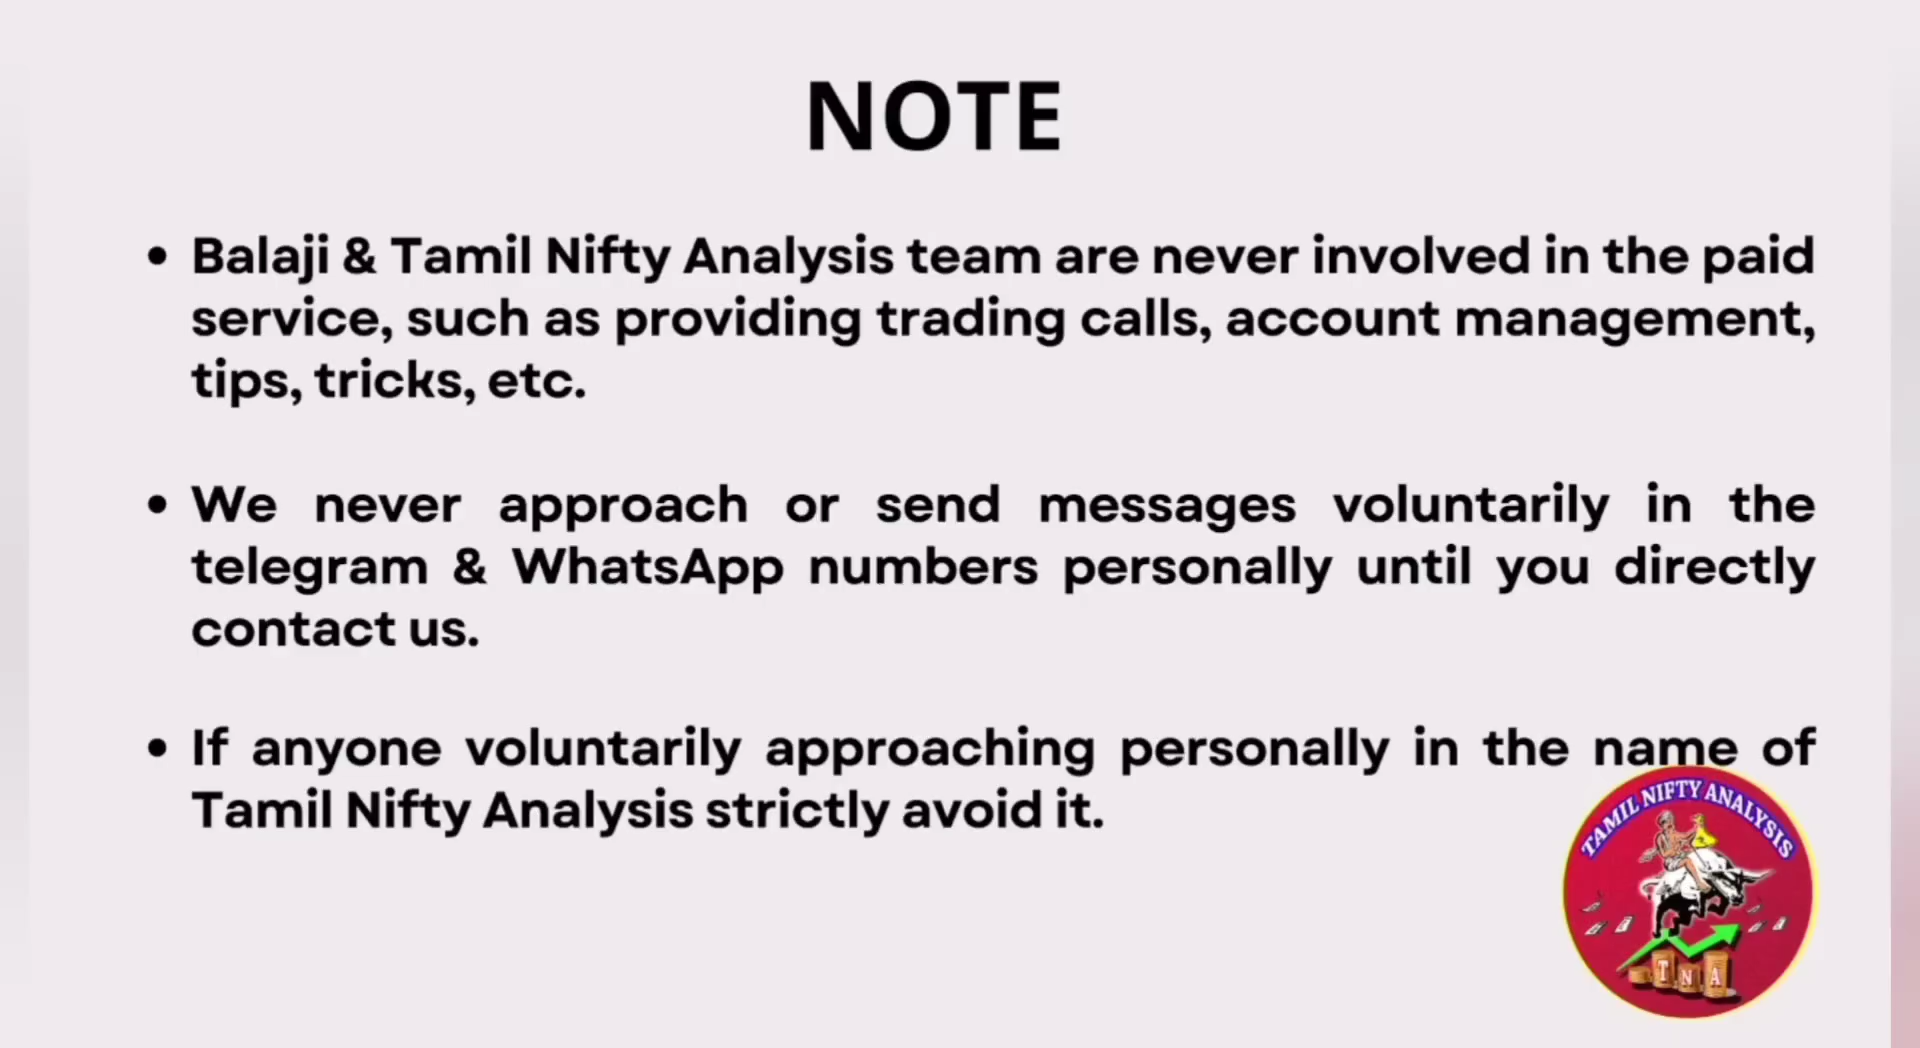 NOTE
• Balaji & Tamil Nifty Analysis team are never involved in the paid
service, such as providing trading calls, account management,
tips, tricks, etc.
• We never approach or send messages voluntarily in the
telegram & WhatsApp numbers personally until you directly
contact us.
• If anyone voluntarily approaching personally in the name of
Tamil Nifty Analysis strictly avoid it.
TAMIL NIFTY ANALYSIS
T N A